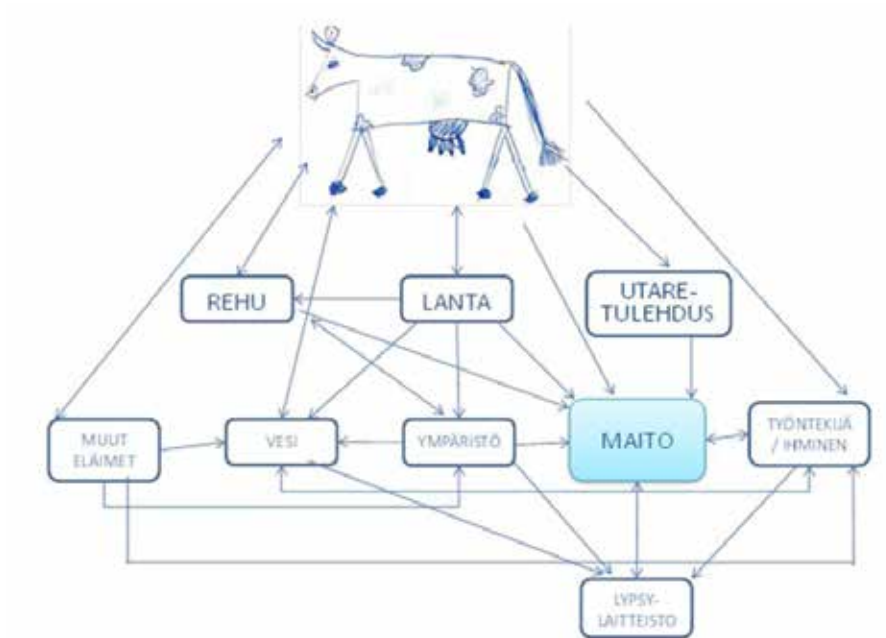 REHU
LANTA
UTARE-
TULEHDUS
MUUT
ELÄIMET
VESI
YMPÄRISTÖ
MAITO
TYÖNTEKIJÄ
/ IHMINEN
LYPSY-
LAITTEISTO